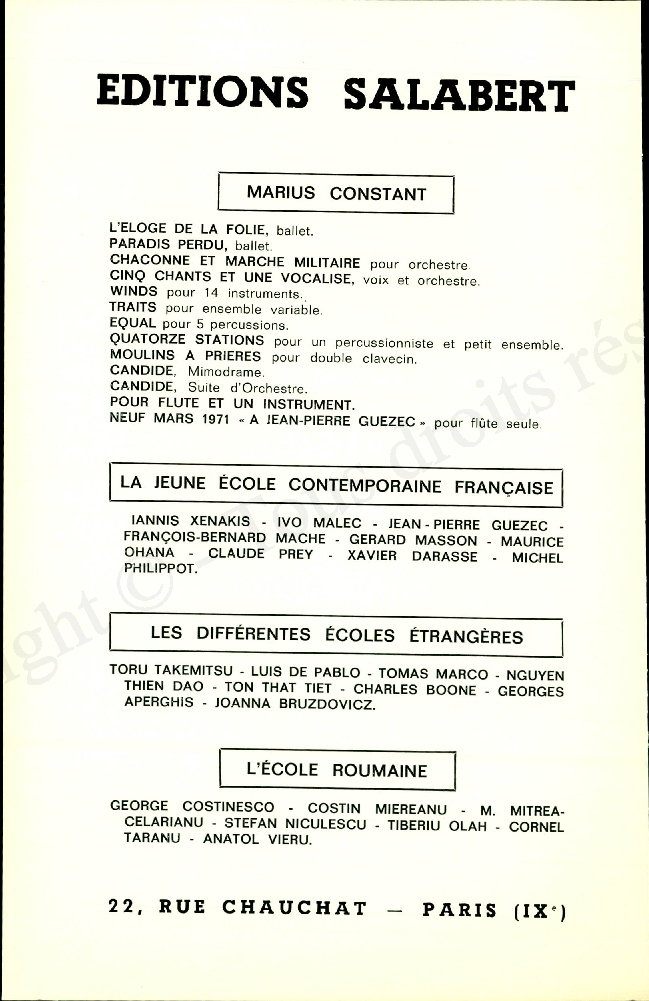 EDITIONS SALABERT
MARIUS CONSTANT
L'ELOGE DE LA FOLIE, ballet.
PARADIS PERDU, ballet.
CHACONNE ET MARCHE MILITAIRE pour orchestre.
CINQ CHANTS ET UNE VOCALISE, voix et orchestre.
WINDS pour 14 instruments.
TRAITS pour ensemble variable.
EQUAL pour 5 percussions.
QUATORZE STATIONS pour un percussionniste et petit ensemble.
MOULINS A PRIERES pour double clavecin.
CANDIDE, Mimodrame.
CANDIDE, Suite d'Orchestre.
POUR FLUTE ET UN INSTRUMENT.
NEUF MARS 1971 « A JEAN-PIERRE GUEZEC » pour flûte seule.
LA JEUNE ÉCOLE CONTEMPORAINE FRANÇAISE
IANNIS XENAKIS - IVO MALEC - JEAN-PIERRE GUEZEC -
FRANÇOIS-BERNARD MACHE - GERARD MASSON - MAURICE
OHANA - CLAUDE PREY - XAVIER DARASSE - MICHEL
PHILIPPOT.
LES DIFFÉRENTES ÉCOLES ÉTRANGÈRES
TORU TAKEMITSU - LUIS DE PABLO - TOMAS MARCO - NGUYEN
THIEN DAO - TON THAT TIET - CHARLES BOONE - GEORGES
APERGHIS - JOANNA BRUZDOVICZ.
L'ÉCOLE ROUMAINE
GEORGE COSTINESCO - COSTIN MIEREANU - M. MITREA-
CELARIANU - STEFAN NICULESCU - TIBERIU OLAH - CORNEL
TARANU - ANATOL VIERU.
22, RUE CHAUCHAT — PARIS (IXe)
ight © - Tous droits rés